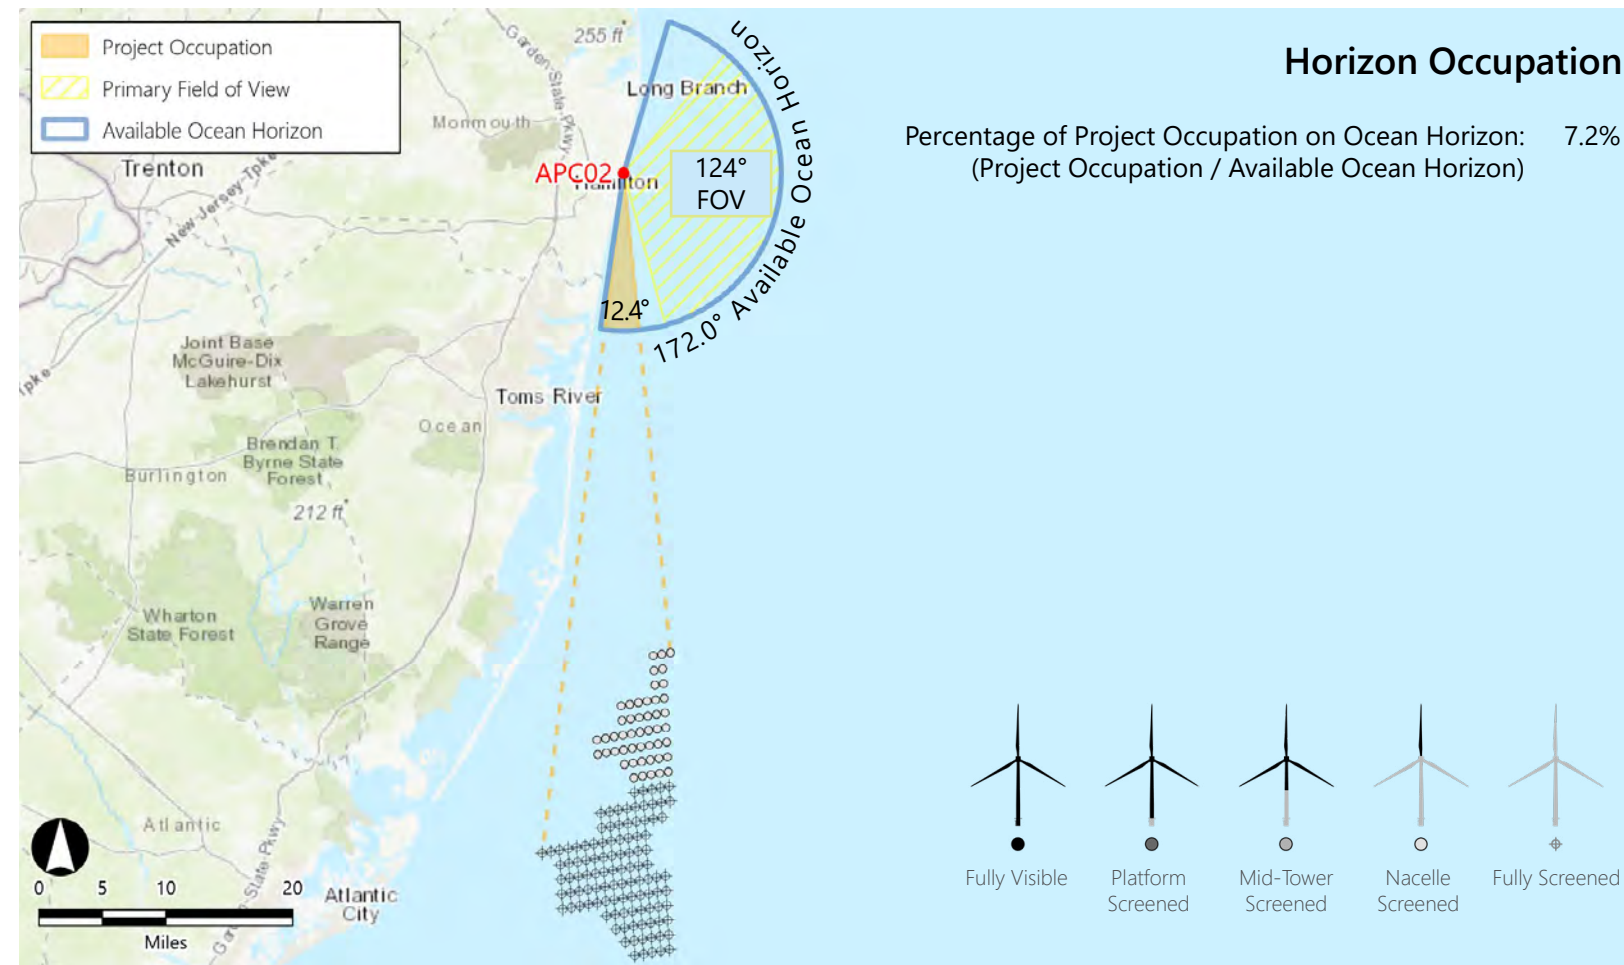 Project Occupation
Primary Field of View
Available Ocean Horizon
Horizon Occupation
Percentage of Project Occupation on Ocean Horizon: 7.2%
(Project Occupation / Available Ocean Horizon)
255 ft
Garden State Pkwy
Long Branch
Monmouth
Trenton
New Jersey Tpke
APC02
Hamilton
124°
FOV
172.0° Available Ocean Horizon
12.4°
Joint Base
McGuire-Dix
Lakehurst
Tpke
Toms River
Ocean
Brendan T.
Byrne State
Forest
Burlington
212 ft
Wharton
State Forest
Warren
Grove
Range
Atlantic
Garden State Pkwy
Atlantic
City
0 5 10 20
Miles
Fully Visible
Platform
Screened
Mid-Tower
Screened
Nacelle
Screened
Fully Screened